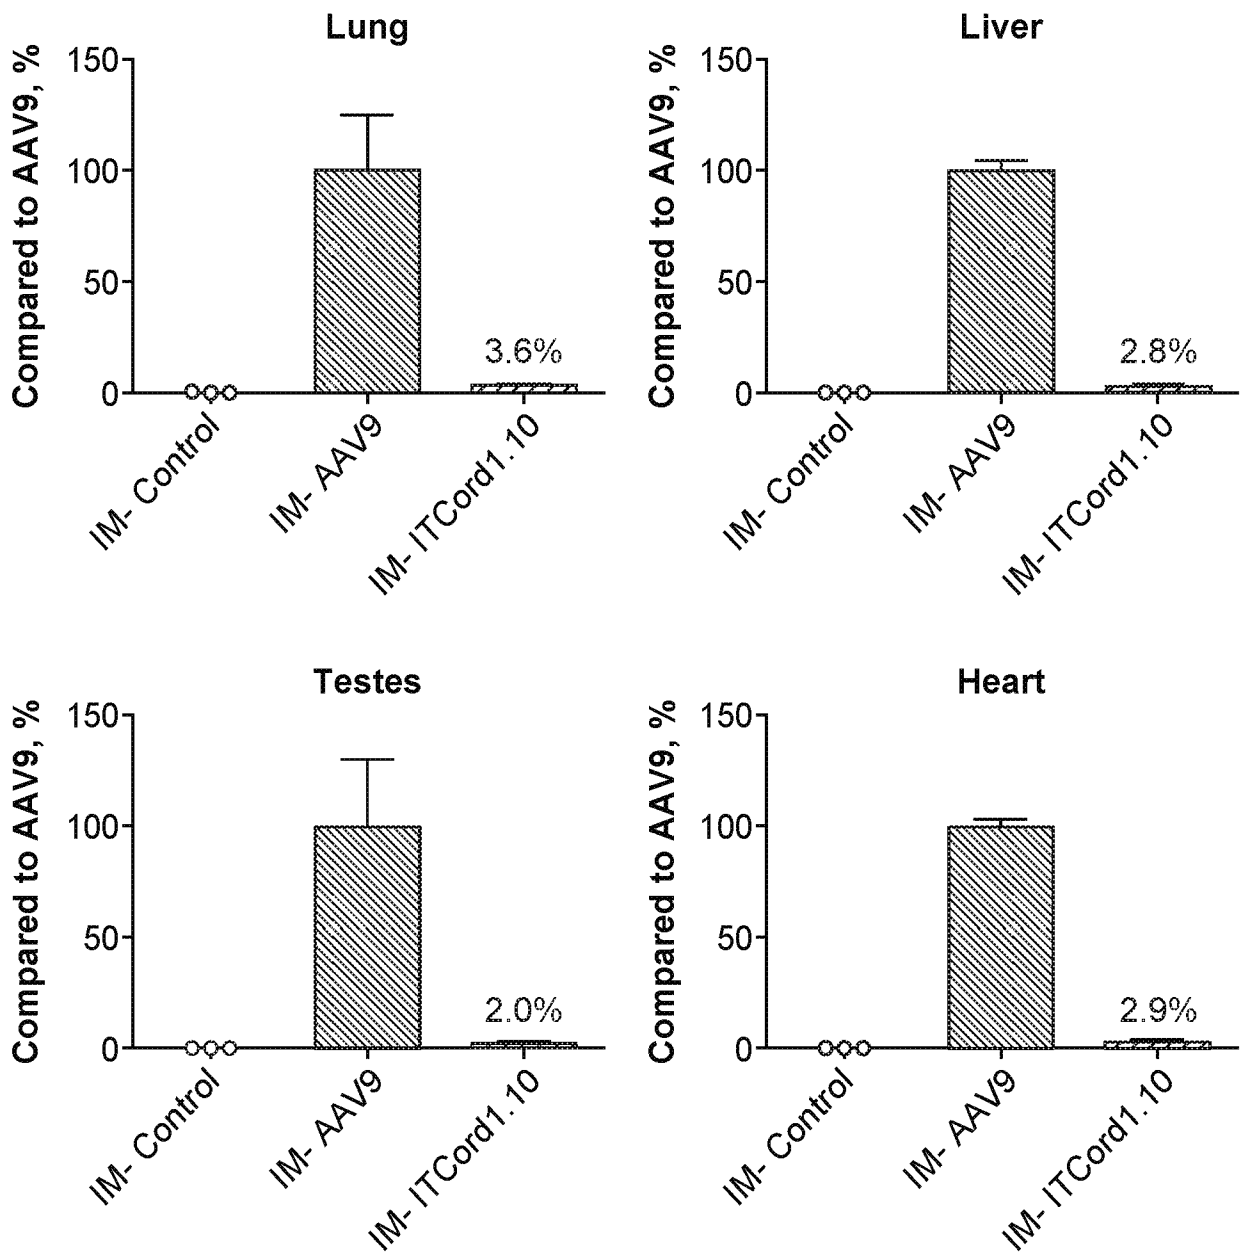 Lung
Compared to AAV9, %
150
100
50
0
3.6%
IM- Control
IM- AAV9
IM- ITCord1.10
Liver
Compared to AAV9, %
150
100
50
0
2.8%
IM- Control
IM- AAV9
IM- ITCord1.10
Testes
Compared to AAV9, %
150
100
50
0
2.0%
IM- Control
IM- AAV9
IM- ITCord1.10
Heart
Compared to AAV9, %
150
100
50
0
2.9%
IM- Control
IM- AAV9
IM- ITCord1.10